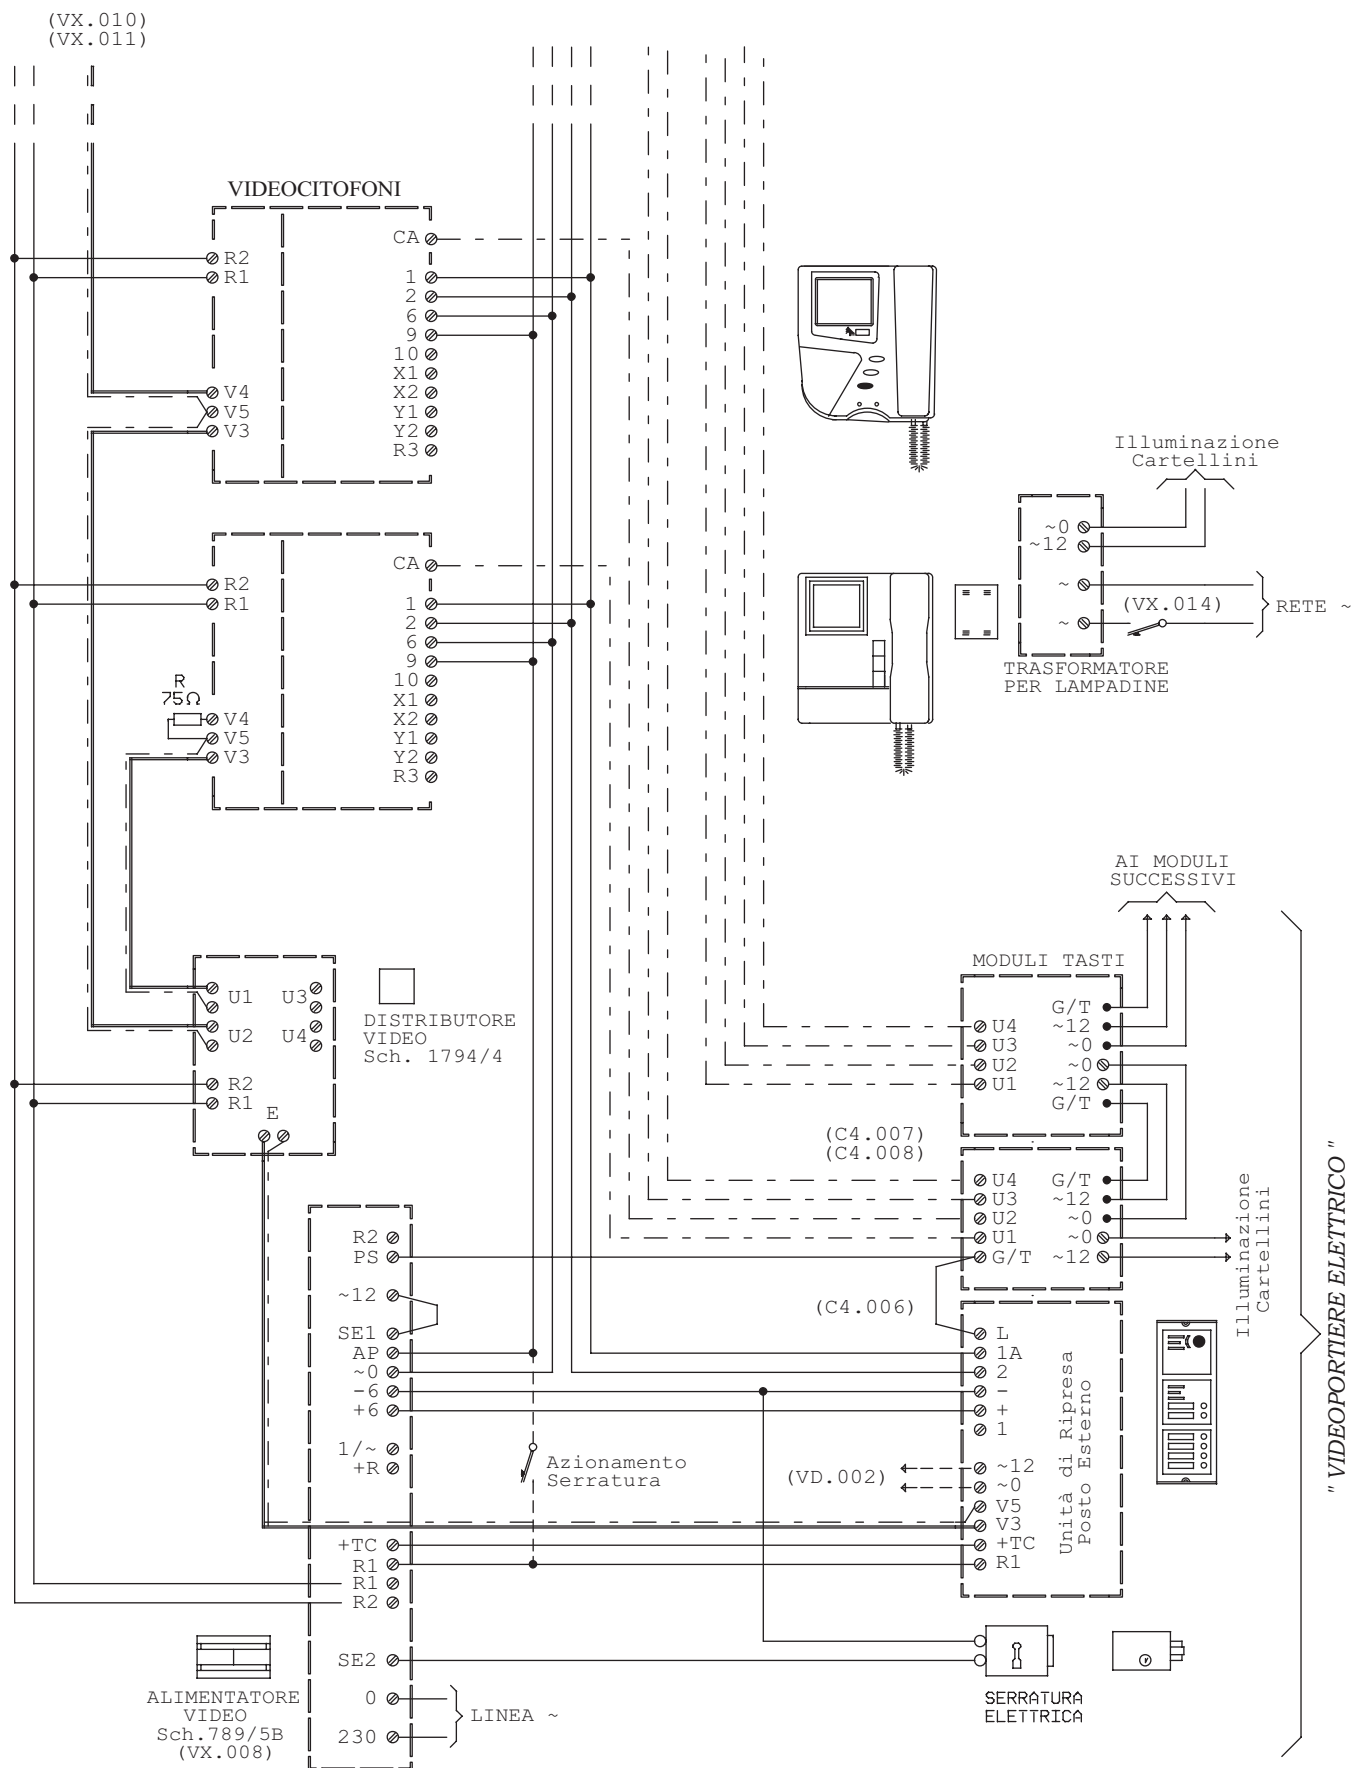 (VX.010)
(VX.011)
VIDEOCITOFONI
CA
R2
R1
1
2
6
9
10
X1
X2
Y1
Y2
R3
V4
V5
V3
Illuminazione
Cartellini
~0
~12
~
~
(VX.014)
RETE ~
TRASFORMATORE
PER LAMPADINE
CA
R2
R1
1
2
6
9
10
X1
X2
Y1
Y2
R3
R
75Ω
V4
V5
V3
AI MODULI
SUCCESSIVI
MODULI TASTI
U4
U3
U2
U1
G/T
~12
~0
~0
~12
G/T
U1
U2
U3
U4
R2
R1
E
DISTRIBUTORE
VIDEO
Sch. 1794/4
(C4.007)
(C4.008)
U4
U3
U2
U1
G/T
G/T
~12
~0
~0
~12
Illuminazione
Cartellini
(C4.006)
R2
PS
~12
SE1
AP
~0
-6
+6
1/~
+R
+TC
R1
R1
R2
SE2
0
230
LINEA ~
Azionamento
Serratura
(VD.002)
L
1A
2
-
+
1
~12
~0
V5
V3
+TC
R1
Unità di Ripresa
Posto Esterno
" VIDEOPORTIERE ELETTRICO "
ALIMENTATORE
VIDEO
Sch.789/5B
(VX.008)
SERRATURA
ELETTRICA